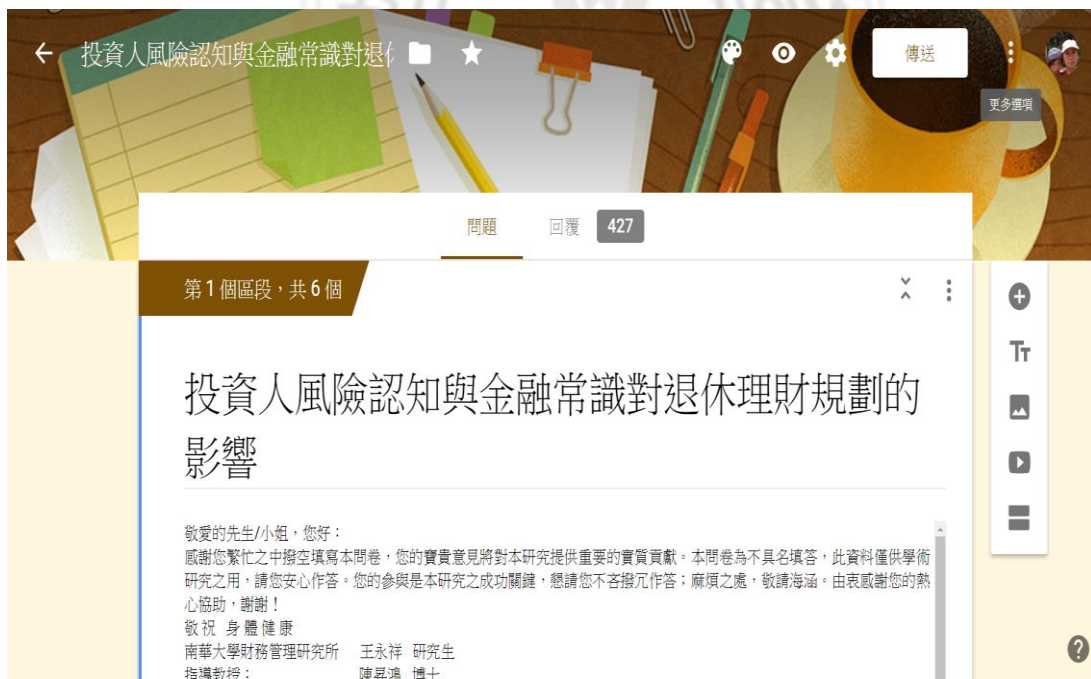 投資人風險認知與金融常識對退休
傳送
更多選項
問題
回覆
427
第1個區段，共6個
Tт
投資人風險認知與金融常識對退休理財規劃的
影響
敬愛的先生/小姐，您好：
感謝您繁忙之中撥空填寫本問卷，您的寶貴意見將對本研究提供重要的實質貢獻。本問卷為不具名填答，此資料僅供學術
研究之用，請您安心作答。您的參與是本研究之成功關鍵，懇請您不吝撥冗作答；麻煩之處，敬請海涵。由衷感謝您的熱
心協助，謝謝！
敬祝 身體健康
南華大學財務管理研究所 王永祥 研究生
指導教授： 陳昇鴻 博士